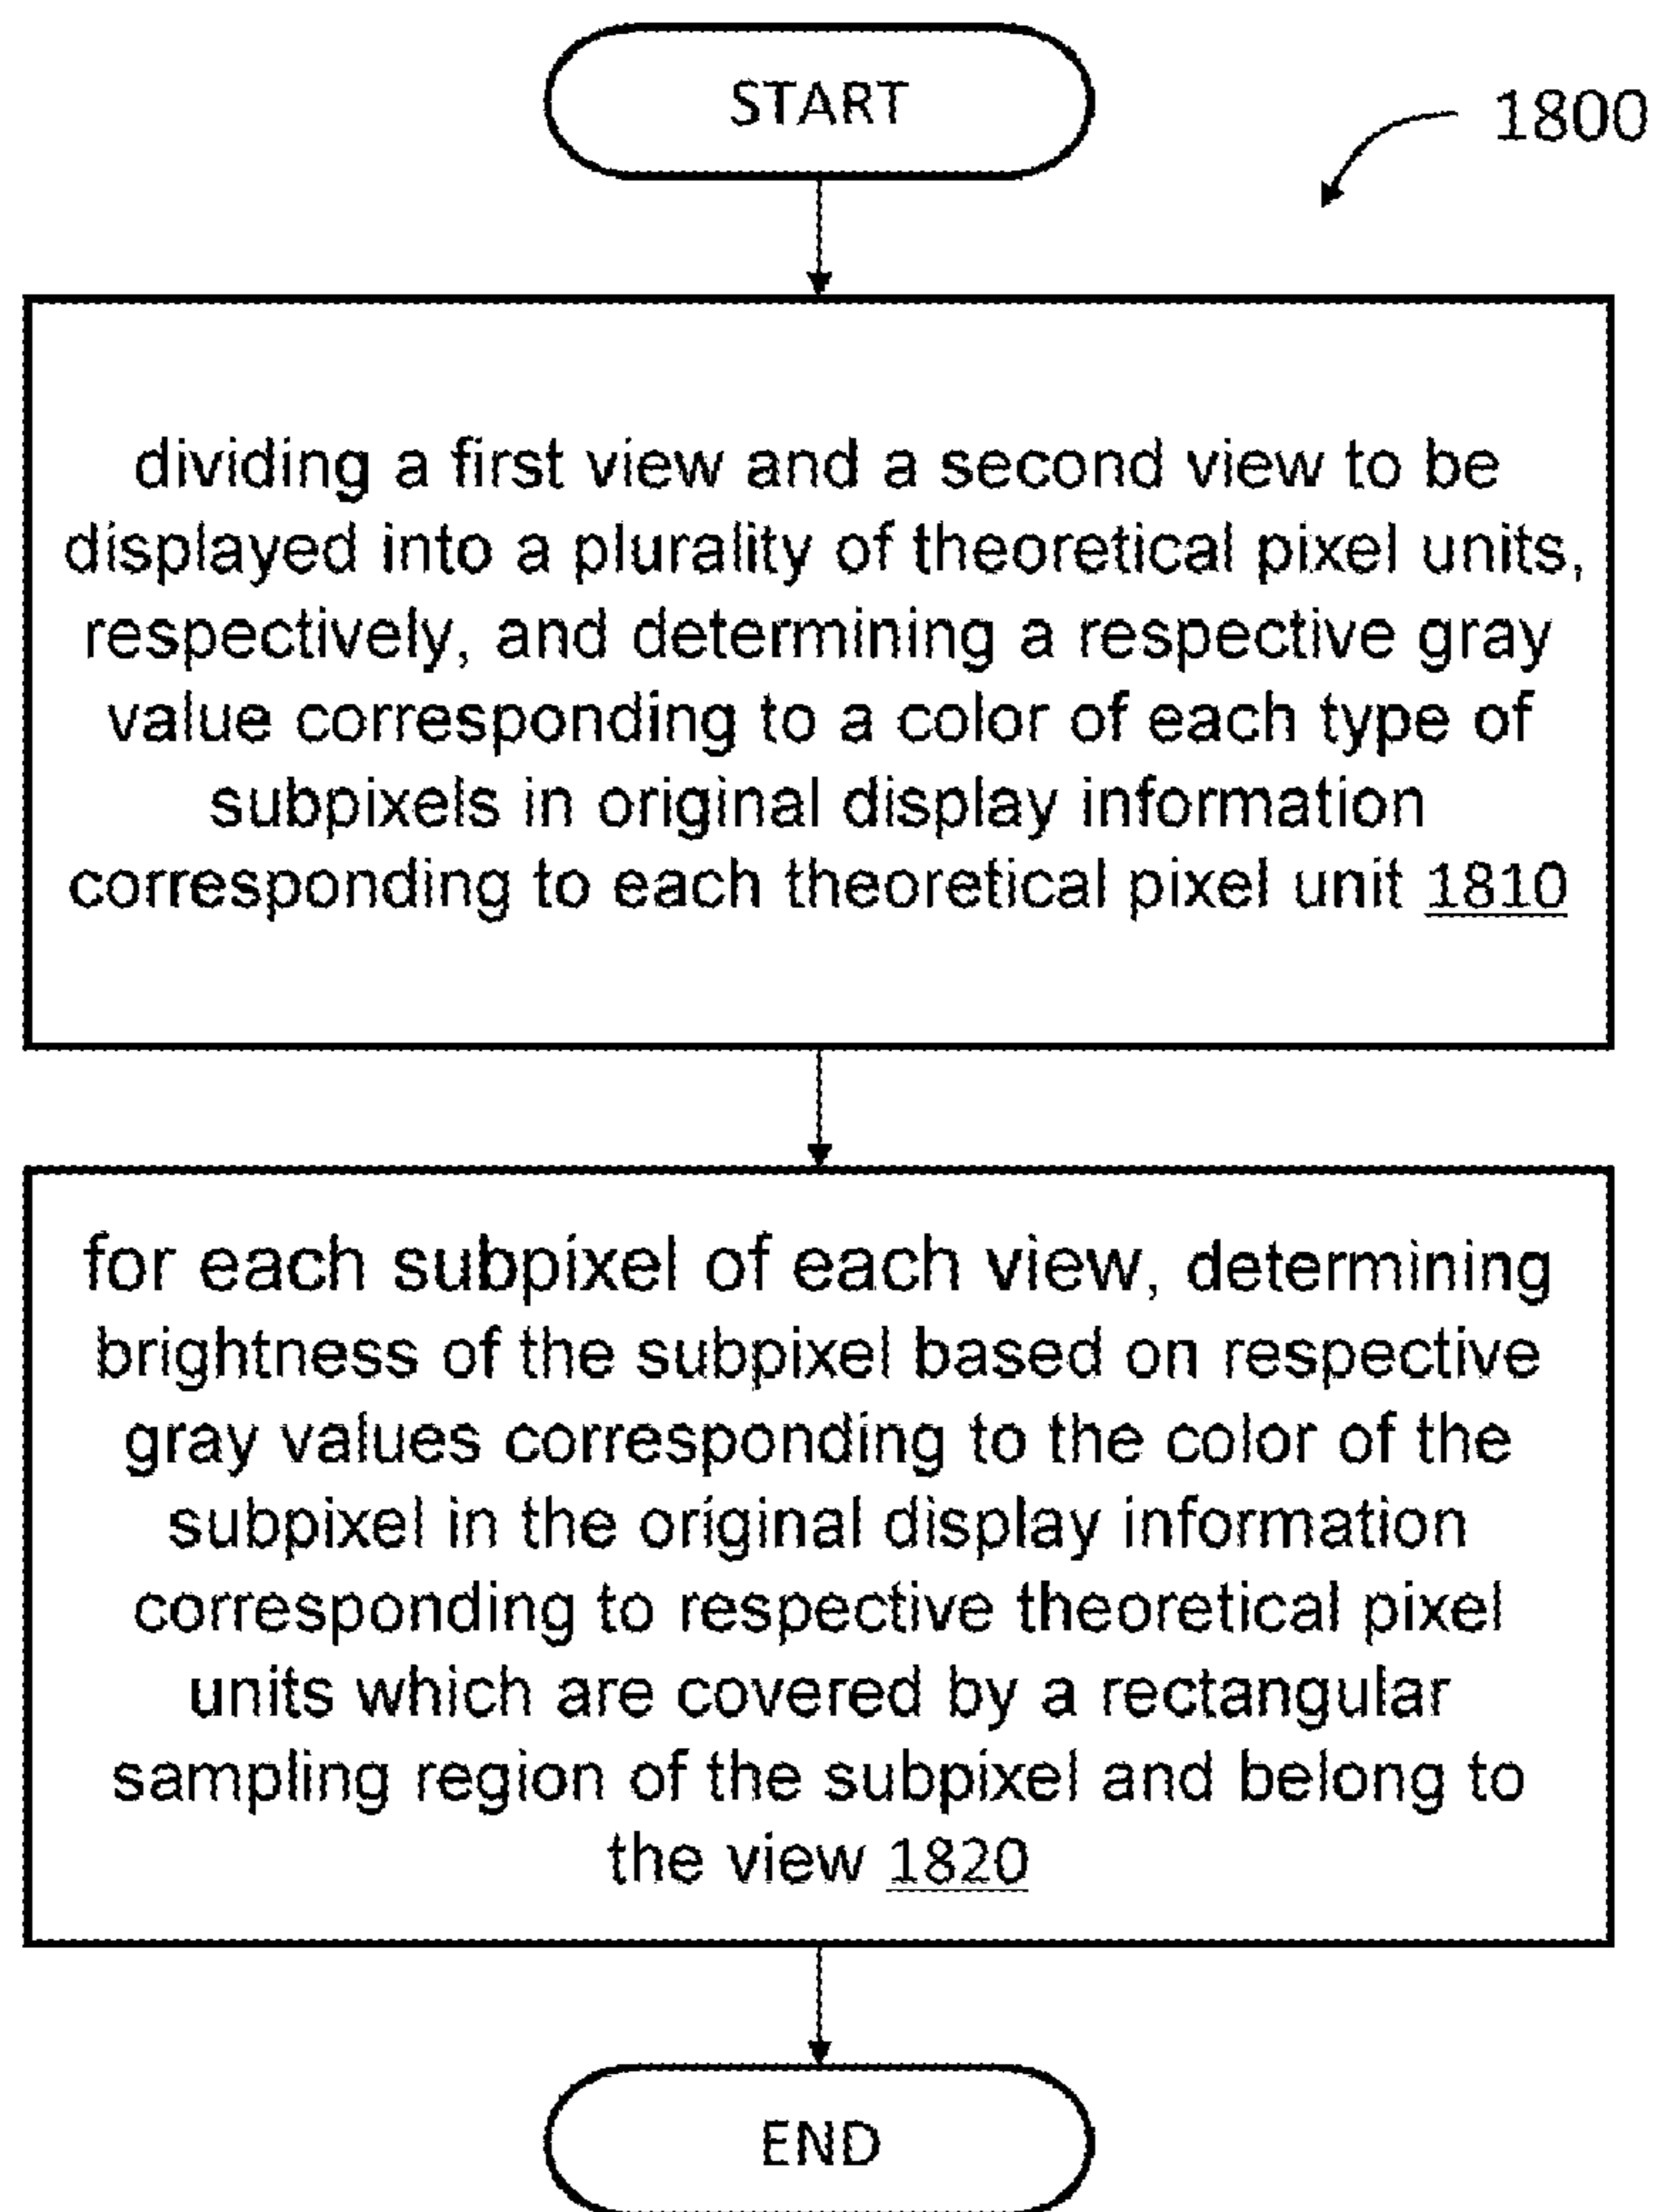 START
1800
dividing a first view and a second view to be
displayed into a plurality of theoretical pixel units,
respectively, and determining a respective gray
value corresponding to a color of each type of
subpixels in original display information
corresponding to each theoretical pixel unit 1810
for each subpixel of each view, determining
brightness of the subpixel based on respective
gray values corresponding to the color of the
subpixel in the original display information
corresponding to respective theoretical pixel
units which are covered by a rectangular
sampling region of the subpixel and belong to
the view 1820
END